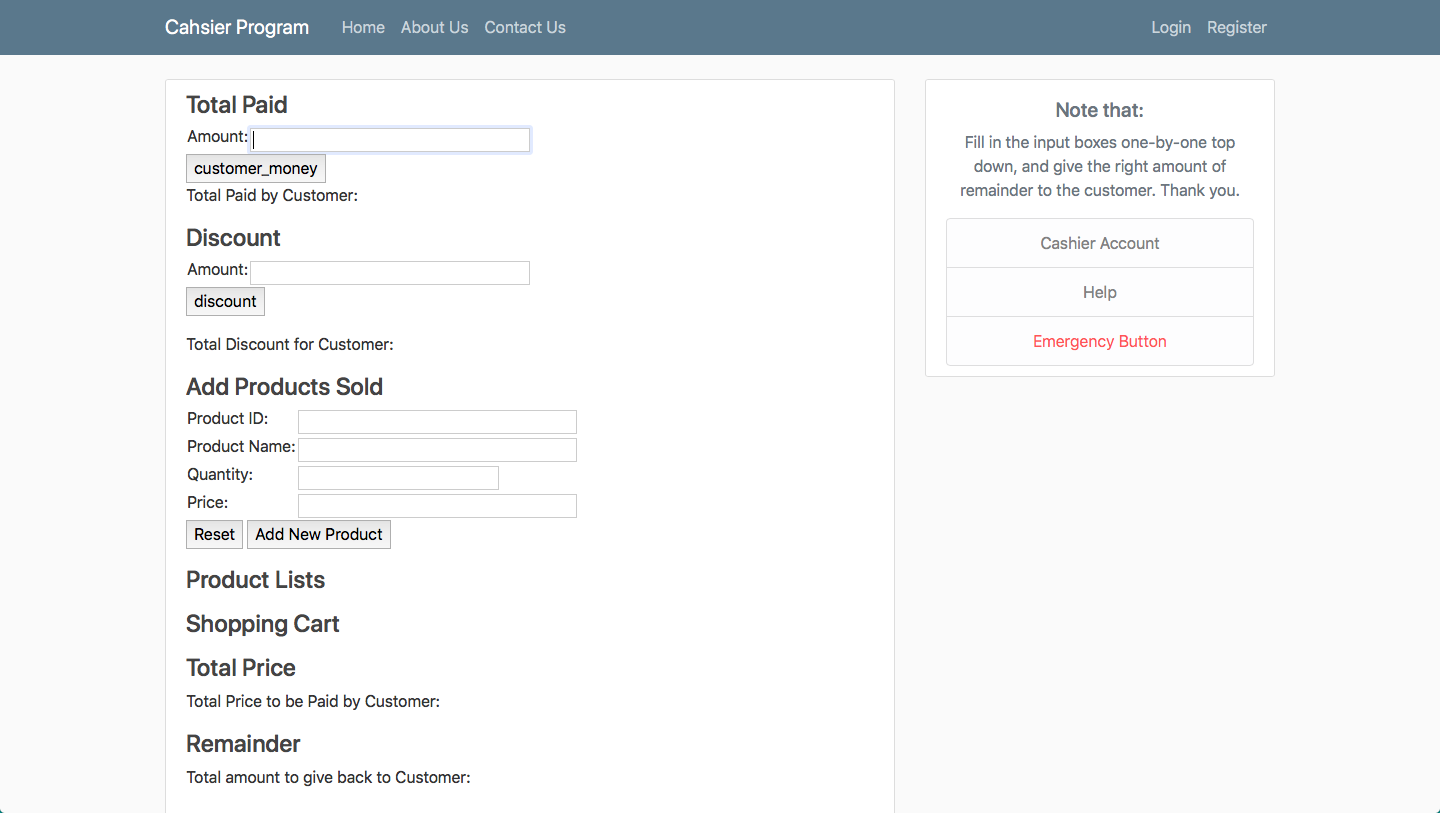 Cahsier Program Home About Us Contact Us Login Register
Total Paid
Amount:
customer_money
Total Paid by Customer:
Discount
Amount:
discount
Total Discount for Customer:
Add Products Sold
Product ID:
Product Name:
Quantity:
Price:
Reset Add New Product
Product Lists
Shopping Cart
Total Price
Total Price to be Paid by Customer:
Remainder
Total amount to give back to Customer:
Note that:
Fill in the input boxes one-by-one top
down, and give the right amount of
remainder to the customer. Thank you.
Cashier Account
Help
Emergency Button